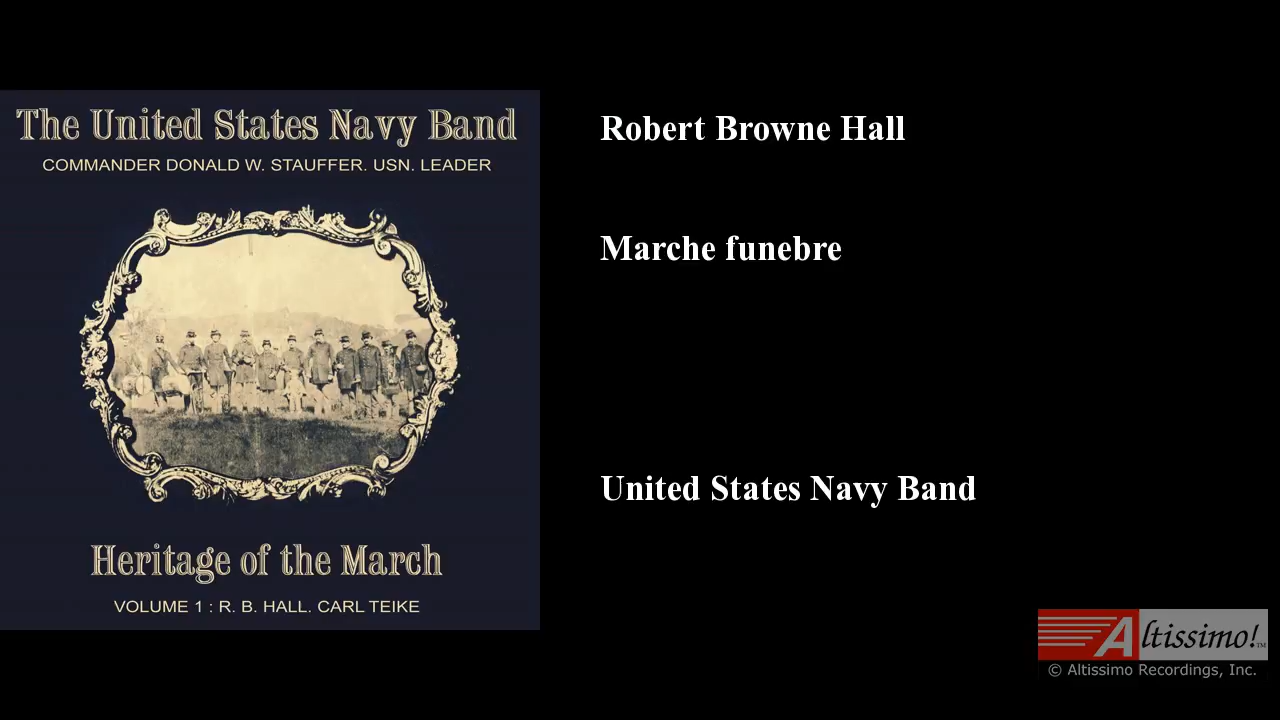 The United States Navy Band
COMMANDER DONALD W. STAUFFER. USN. LEADER
Heritage of the March
VOLUME 1 : R. B. HALL. CARL TEIKE
Robert Browne Hall
Marche funebre
United States Navy Band
Altissimo!™
© Altissimo Recordings, Inc.